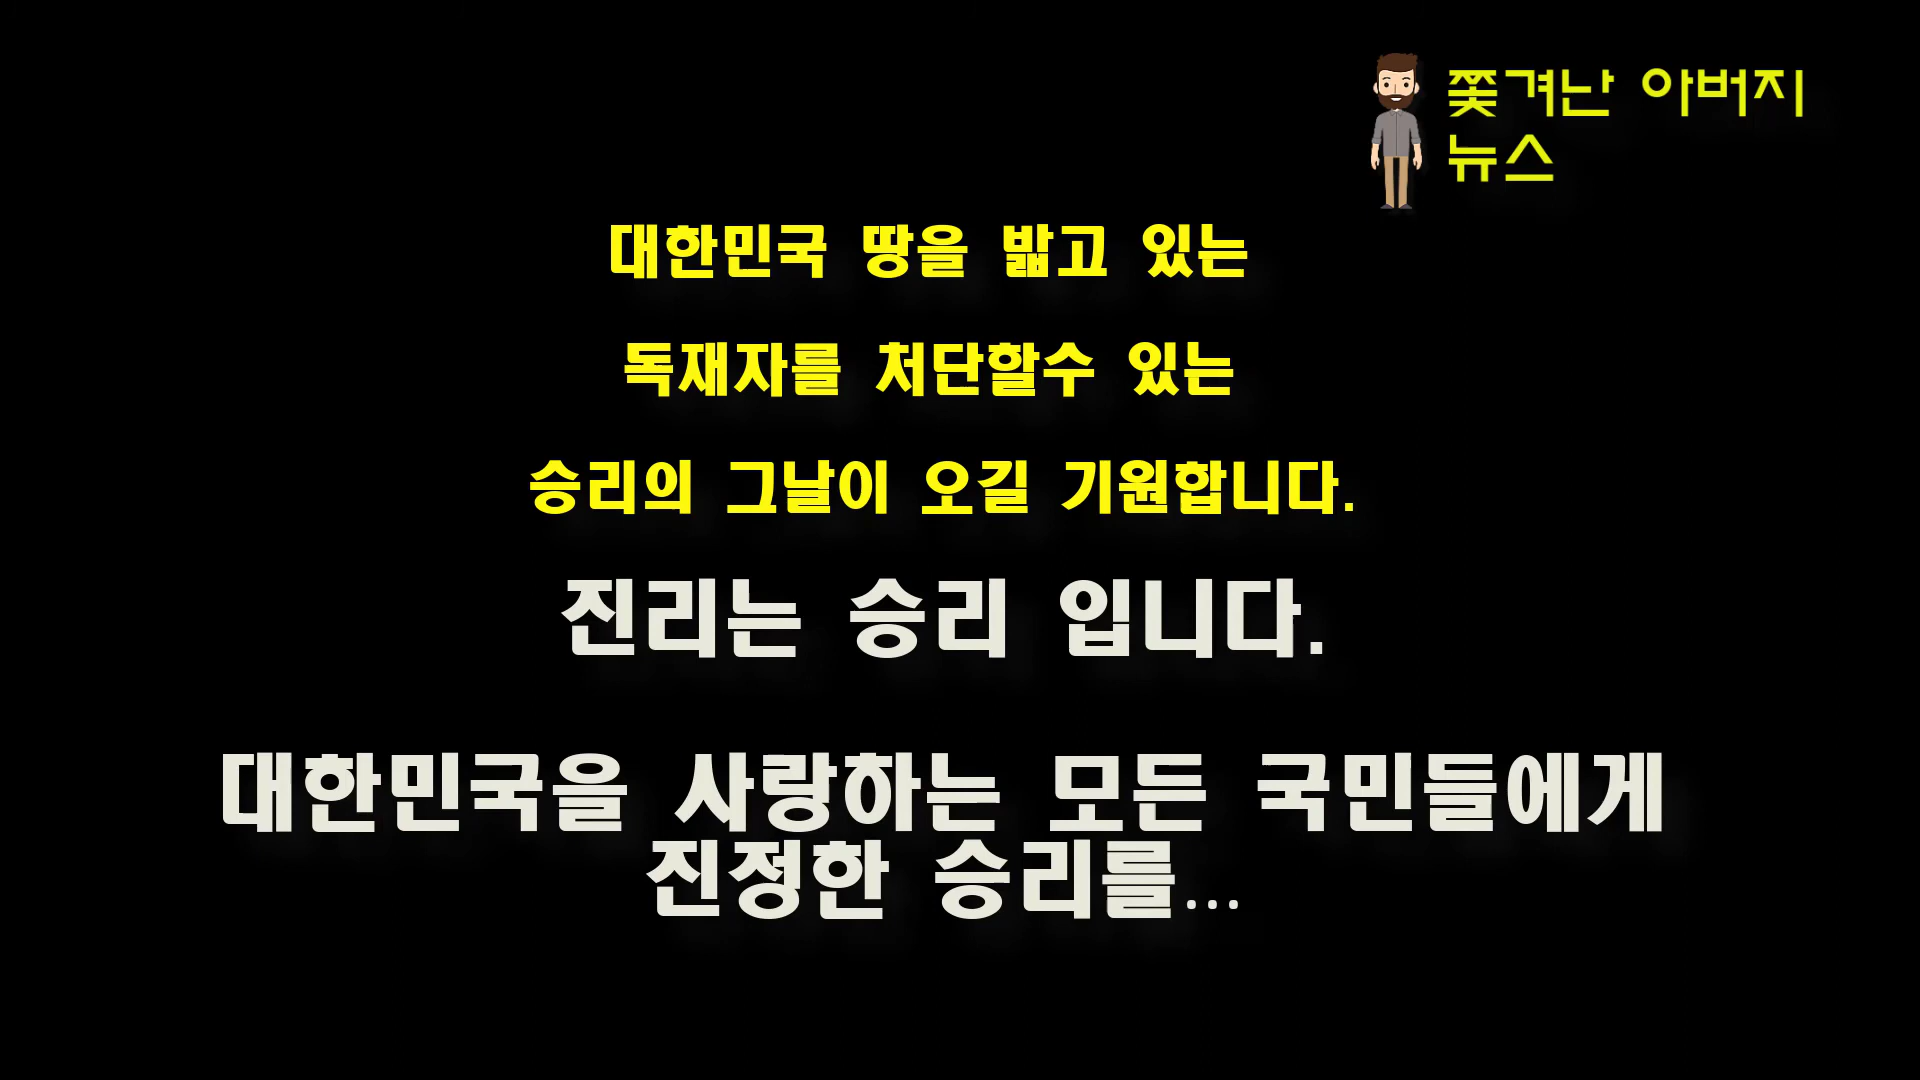 쫓겨난 아버지
뉴스
대한민국 땅을 밟고 있는
독재자를 처단할수 있는
승리의 그날이 오길 기원합니다.
진리는 승리 입니다.
대한민국을 사랑하는 모든 국민들에게
진정한 승리를...